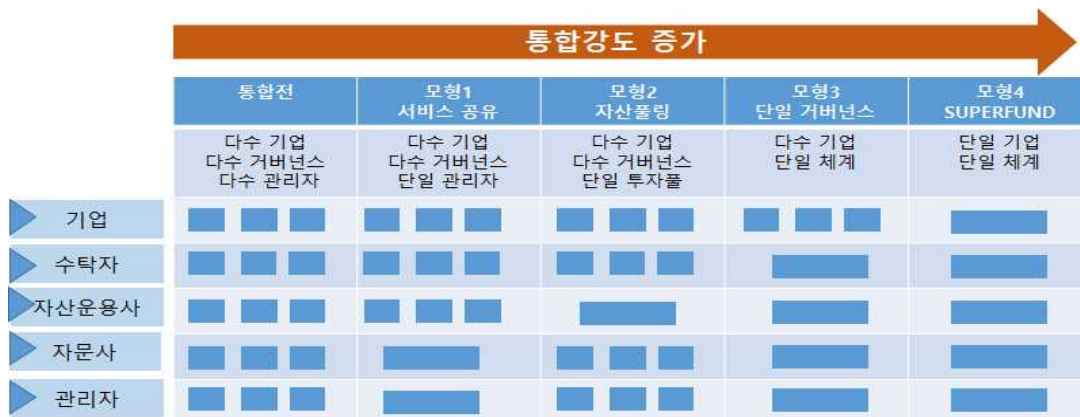 통합강도 증가
통합전
모형1
서비스 공유
모형2
자산풀링
모형3
단일 거버넌스
모형4
SUPERFUND
다수 기업
다수 거버넌스
다수 관리자
다수 기업
다수 거버넌스
단일 관리자
다수 기업
다수 거버넌스
단일 투자풀
다수 기업
단일 체계
단일 기업
단일 체계
기업
수탁자
자산운용사
자문사
관리자